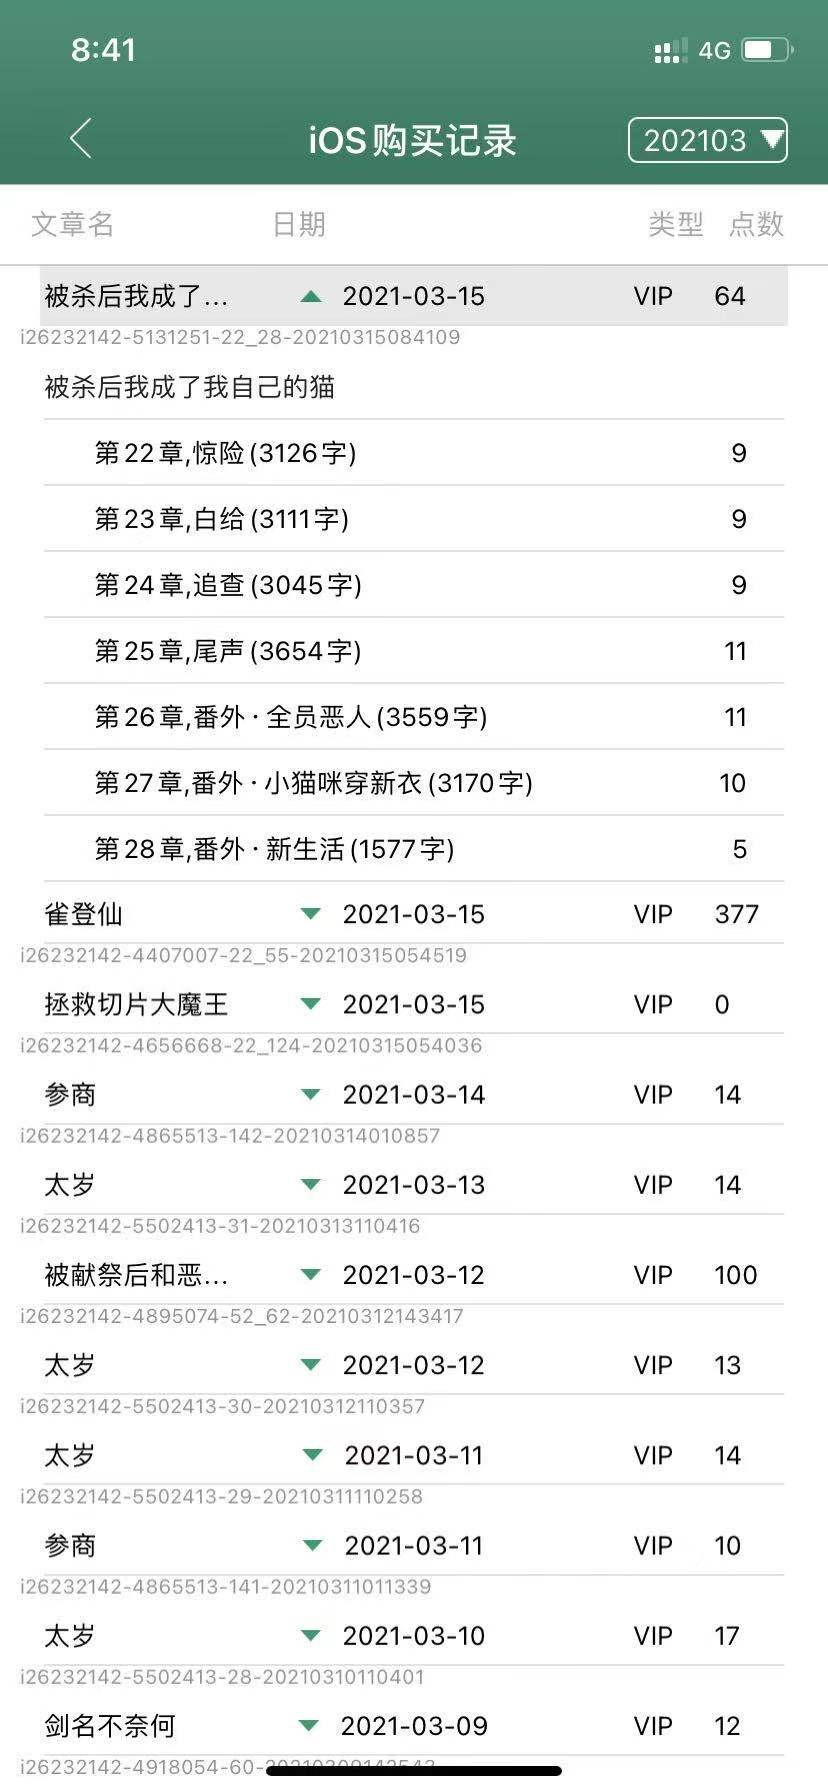 8:41 4G
iOS购买记录 202103
文章名 日期 类型 点数
被杀后我成了... 2021-03-15 VIP 64
i26232142-5131251-22_28-20210315084109
被杀后我成了我自己的猫
第22章,惊险(3126字) 9
第23章,白给(3111字) 9
第24章,追查(3045字) 9
第25章,尾声(3654字) 11
第26章,番外·全员恶人(3559字) 11
第27章,番外·小猫咪穿新衣(3170字) 10
第28章,番外·新生活(1577字) 5
雀登仙 2021-03-15 VIP 377
i26232142-4407007-22_55-20210315054519
拯救切片大魔王 2021-03-15 VIP 0
i26232142-4656668-22_124-20210315054036
参商 2021-03-14 VIP 14
i26232142-4865513-142-20210314010857
太岁 2021-03-13 VIP 14
i26232142-5502413-31-20210313110416
被献祭后和恶... 2021-03-12 VIP 100
i26232142-4895074-52_62-20210312143417
太岁 2021-03-12 VIP 13
i26232142-5502413-30-20210312110357
太岁 2021-03-11 VIP 14
i26232142-5502413-29-20210311110258
参商 2021-03-11 VIP 10
i26232142-4865513-141-20210311011339
太岁 2021-03-10 VIP 17
i26232142-5502413-28-20210310110401
剑名不奈何 2021-03-09 VIP 12
i26232142-4918054-60-